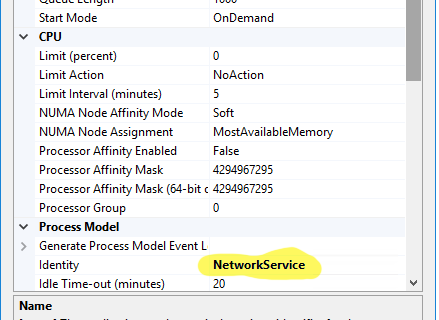 Queue Length 1000
Start Mode OnDemand
CPU
Limit (percent) 0
Limit Action NoAction
Limit Interval (minutes) 5
NUMA Node Affinity Mode Soft
NUMA Node Assignment MostAvailableMemory
Processor Affinity Enabled False
Processor Affinity Mask 4294967295
Processor Affinity Mask (64-bit c 4294967295
Processor Group 0
Process Model
Generate Process Model Event L
Identity NetworkService
Idle Time-out (minutes) 20
Name